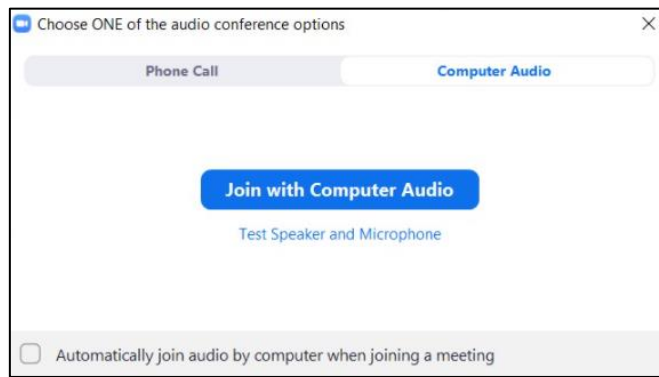 Choose ONE of the audio conference options
Phone Call
Computer Audio
Join with Computer Audio
Test Speaker and Microphone
Automatically join audio by computer when joining a meeting